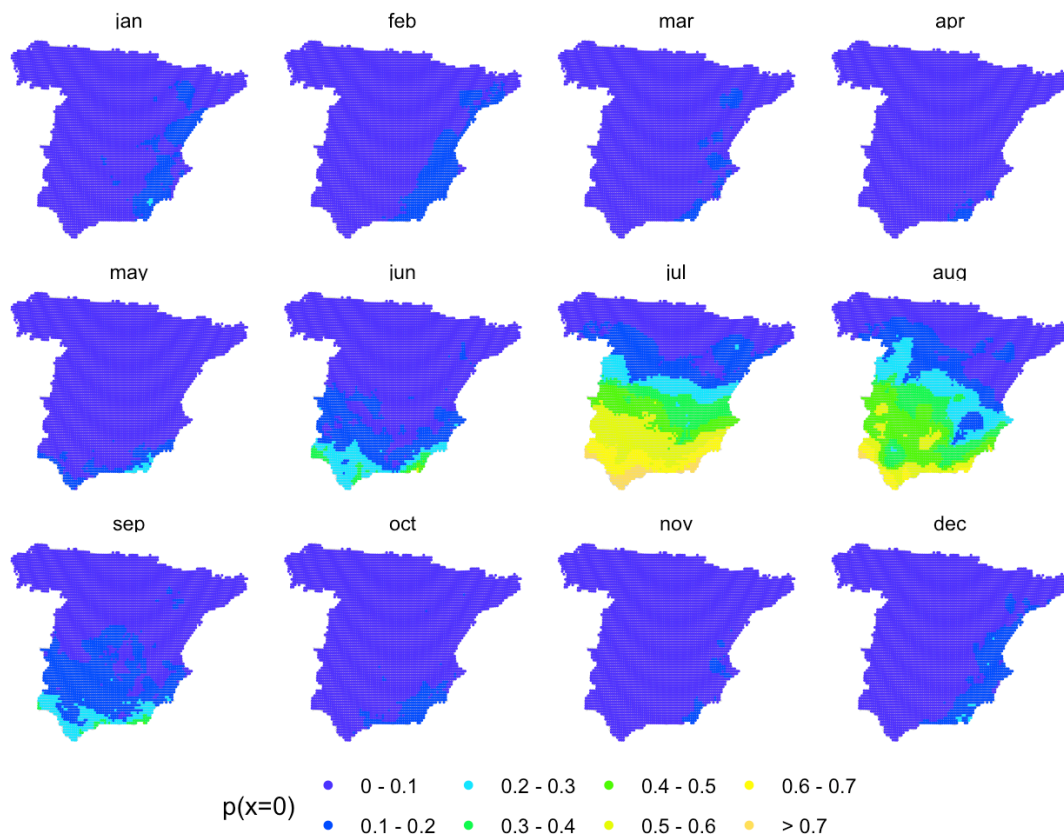 jan feb mar apr
may jun jul aug
sep oct nov dec
p(x=0)
0 - 0.1 0.2 - 0.3 0.4 - 0.5 0.6 - 0.7
0.1 - 0.2 0.3 - 0.4 0.5 - 0.6 > 0.7